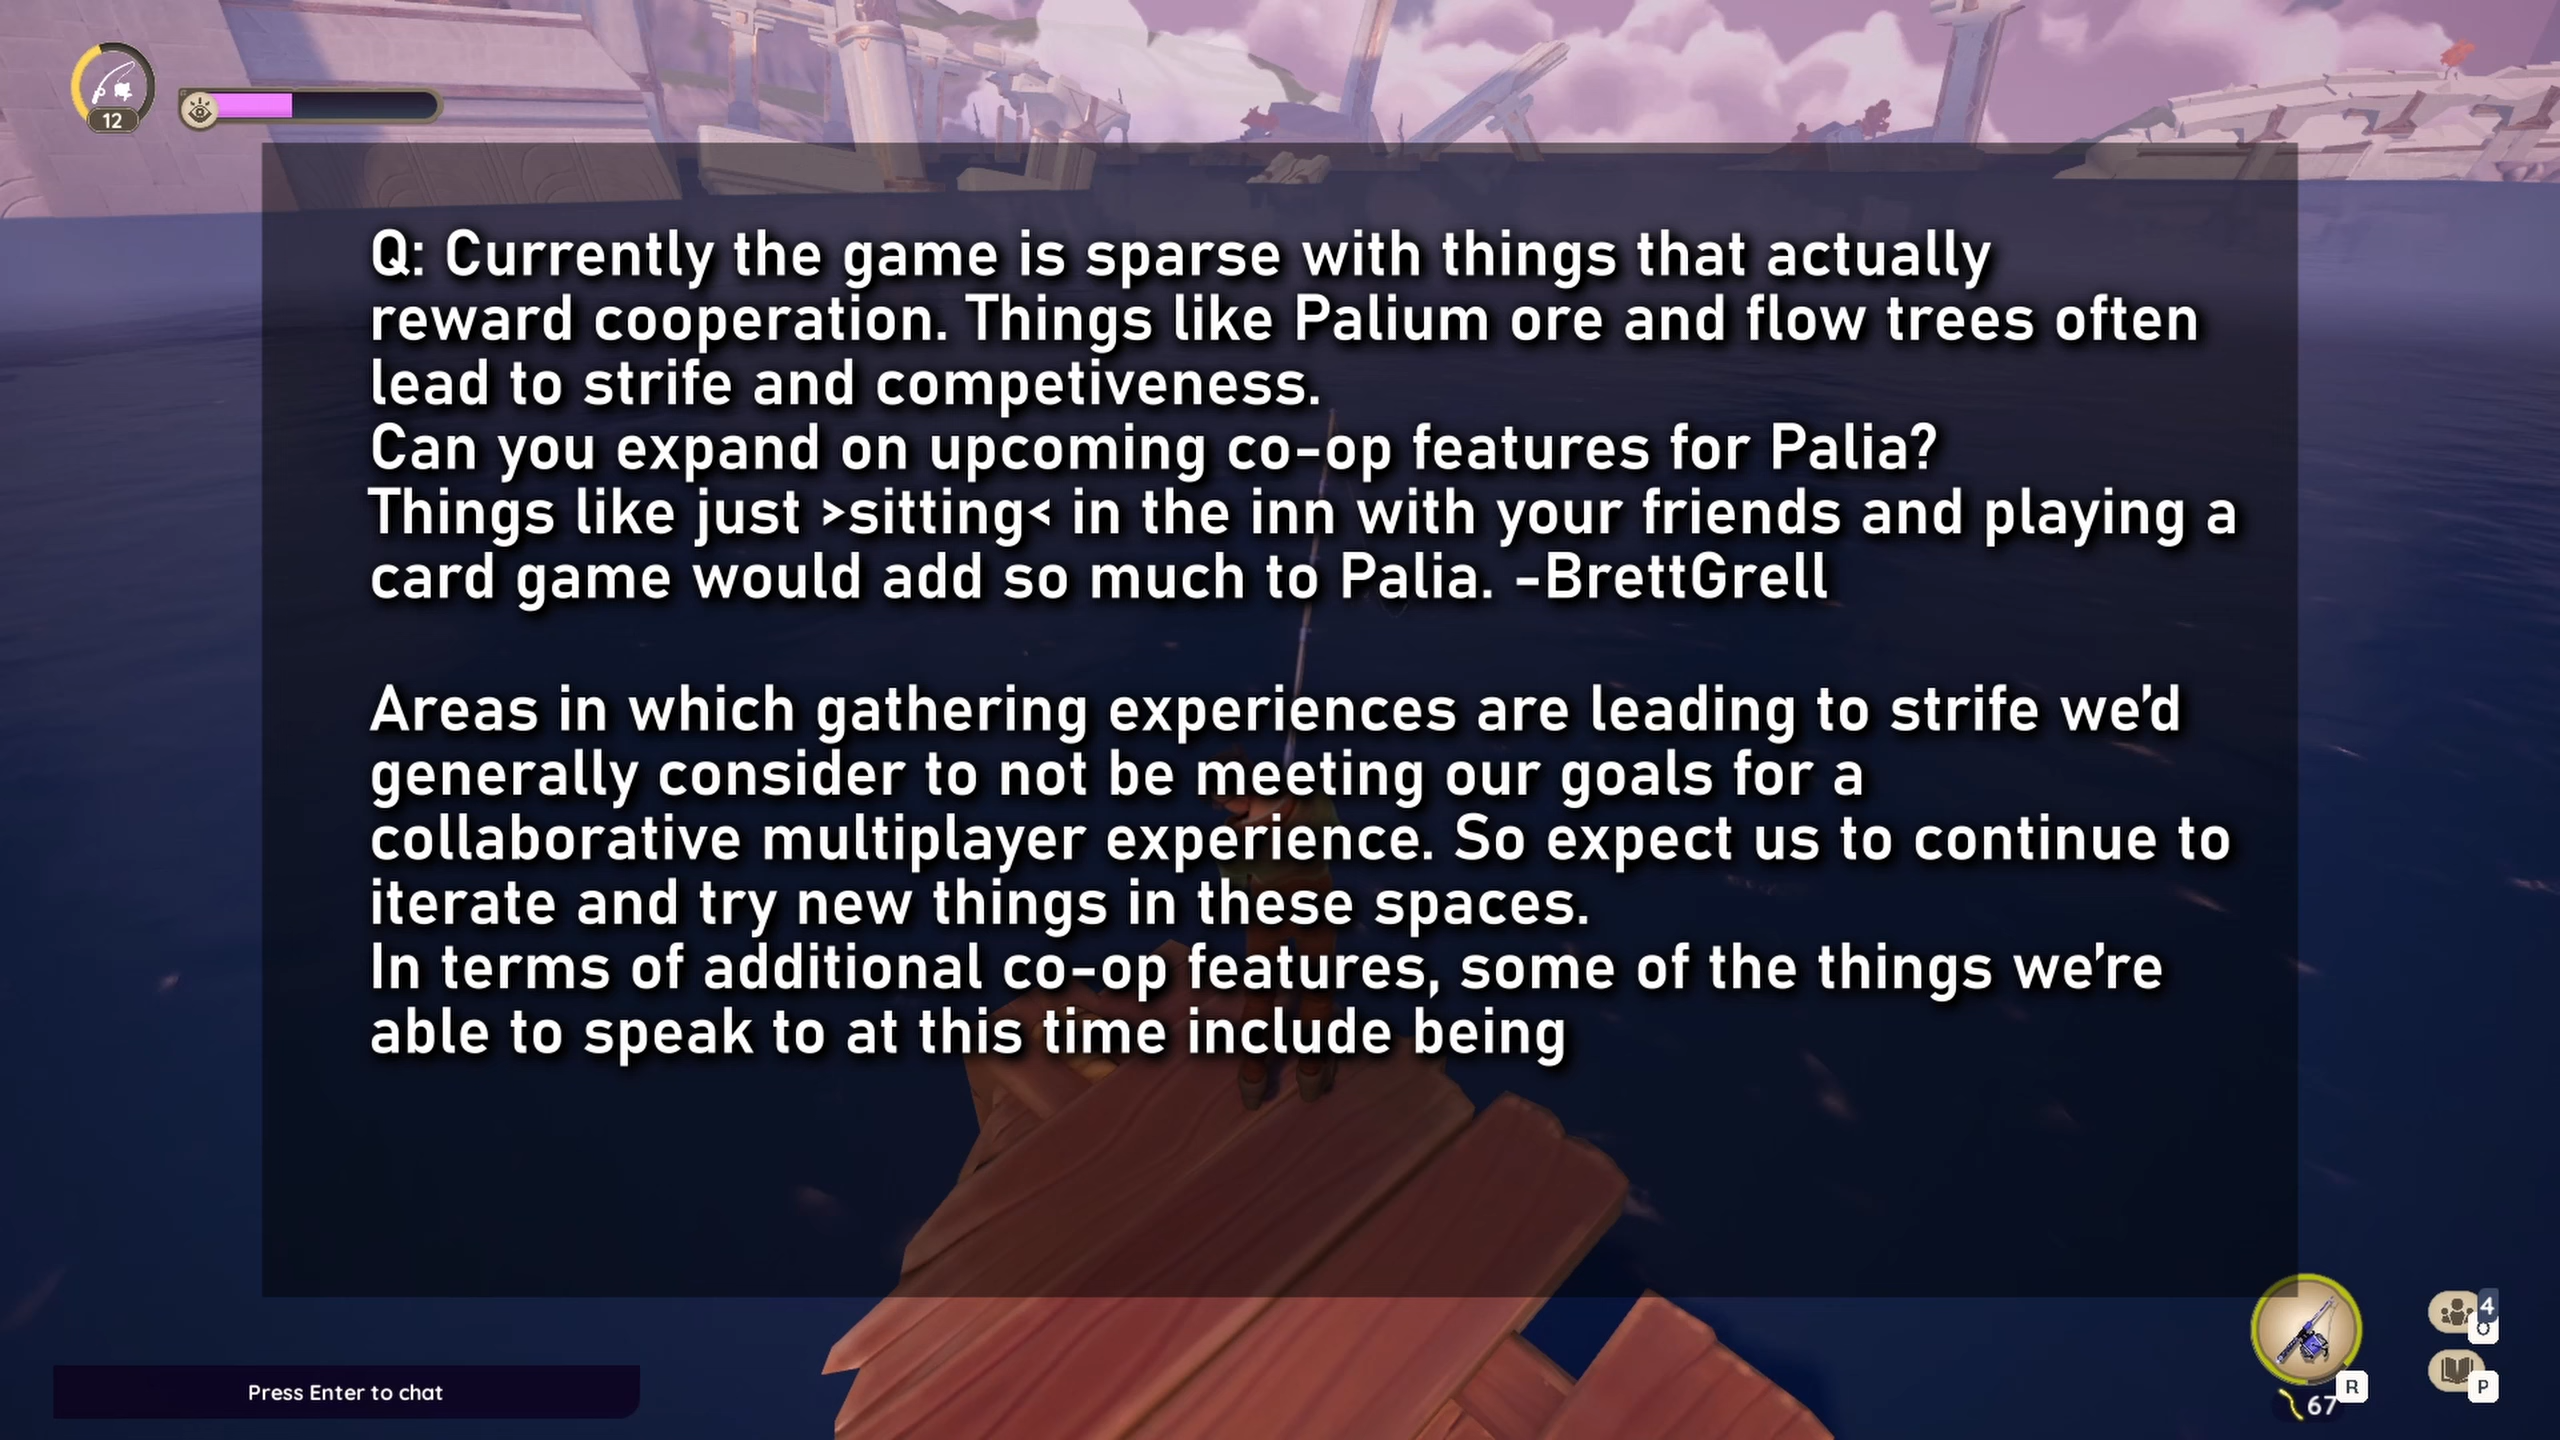 12
Q: Currently the game is sparse with things that actually
reward cooperation. Things like Palium ore and flow trees often
lead to strife and competiveness.
Can you expand on upcoming co-op features for Palia?
Things like just >sitting< in the inn with your friends and playing a
card game would add so much to Palia. -BrettGrell
Areas in which gathering experiences are leading to strife we'd
generally consider to not be meeting our goals for a
collaborative multiplayer experience. So expect us to continue to
iterate and try new things in these spaces.
In terms of additional co-op features, some of the things we're
able to speak to at this time include being
4
R
P
67
Press Enter to chat